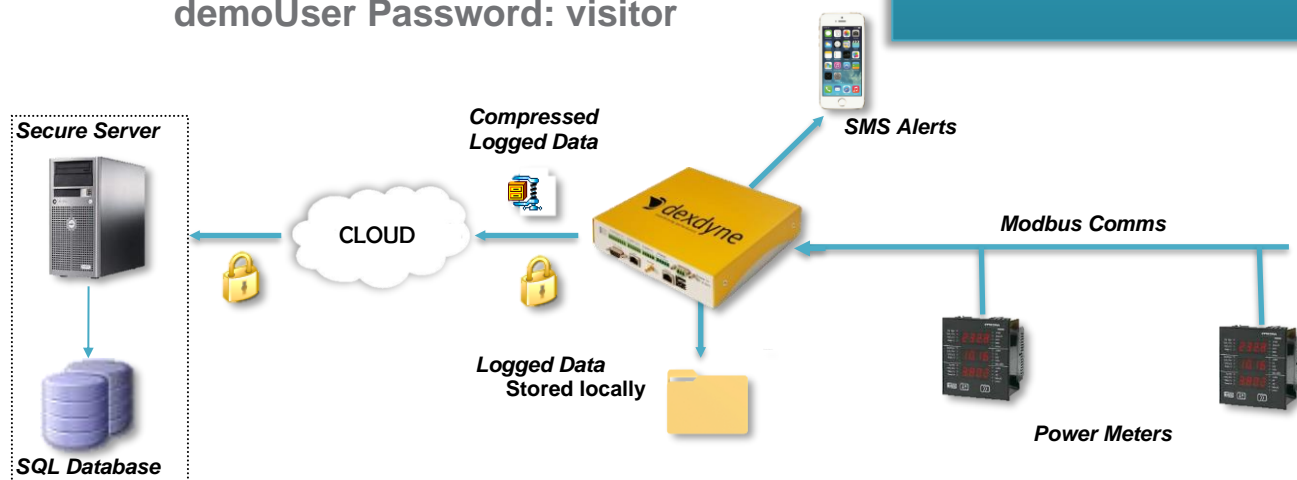 demoUser Password: visitor
Secure Server
Compressed
Logged Data
SMS Alerts
CLOUD
dexdyne
Modbus Comms
Logged Data
Stored locally
Power Meters
SQL Database